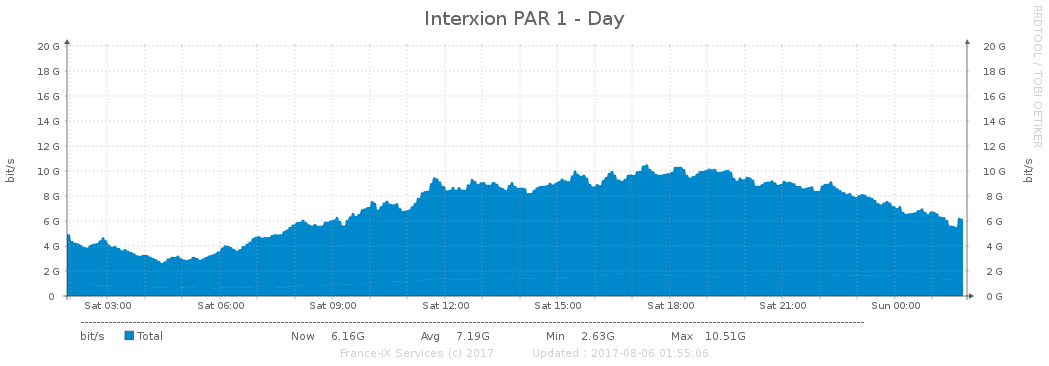 Interxion PAR 1 - Day
RRDTOOL / TOBI OETIKER
20 G 20 G
18 G 18 G
16 G 16 G
14 G 14 G
12 G 12 G
10 G 10 G
8 G 8 G
6 G 6 G
4 G 4 G
2 G 2 G
0 0 G
bit/s bit/s
Sat 03:00 Sat 06:00 Sat 09:00 Sat 12:00 Sat 15:00 Sat 18:00 Sat 21:00 Sun 00:00
bit/s Total Now 6.16G Avg 7.19G Min 2.63G Max 10.51G
France-IX Services (c) 2017 Updated : 2017-08-06 01:55:06